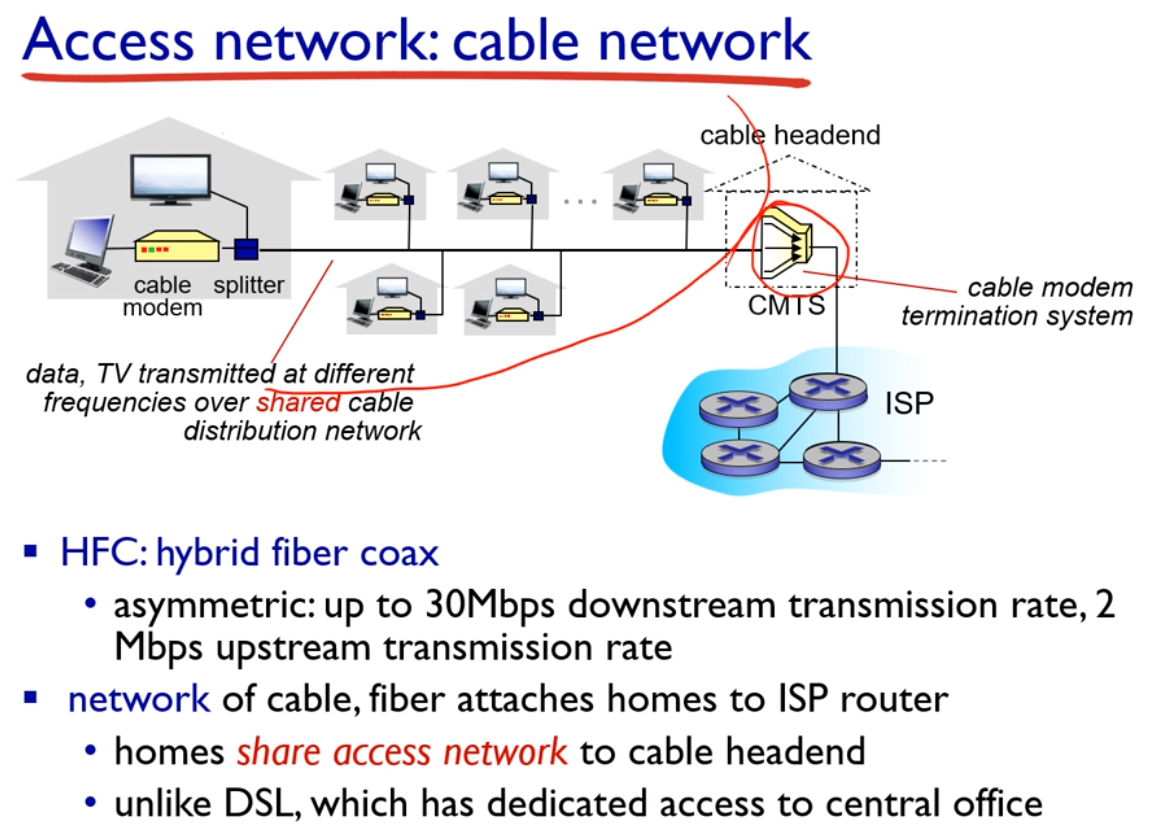 Access network: cable network
cable headend
cable
modem
splitter
CMTS
cable modem
termination system
data, TV transmitted at different
frequencies over shared cable
distribution network
ISP
▪ HFC: hybrid fiber coax
• asymmetric: up to 30Mbps downstream transmission rate, 2
Mbps upstream transmission rate
▪ network of cable, fiber attaches homes to ISP router
• homes share access network to cable headend
• unlike DSL, which has dedicated access to central office